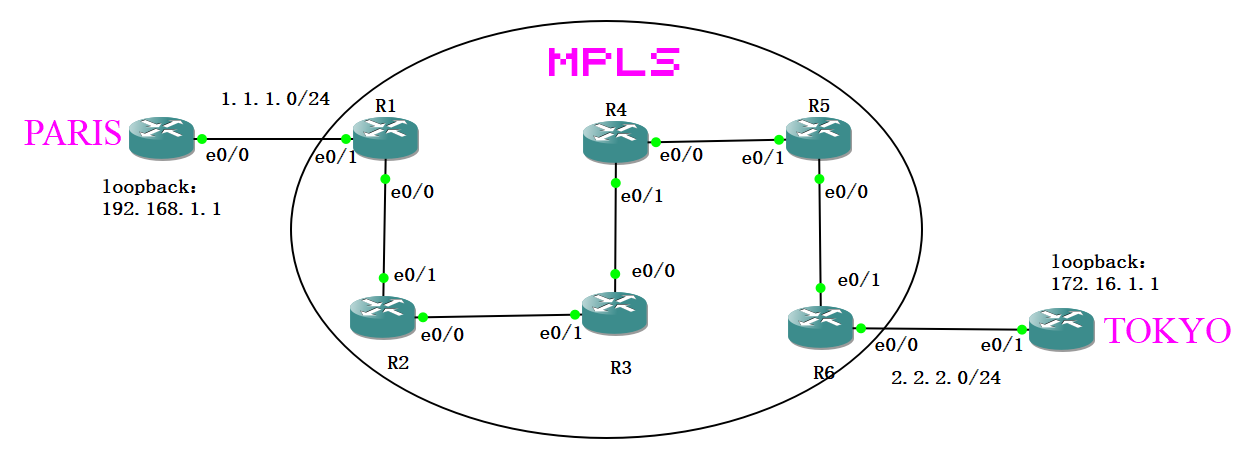 MPLS
1.1.1.0/24
R1
R4
R5
PARIS
e0/0
e0/1
e0/0
e0/1
loopback:
192.168.1.1
e0/0
e0/1
e0/0
e0/1
e0/0
e0/1
e0/0
e0/1
R2
R3
R6
e0/0
e0/1
loopback:
172.16.1.1
TOKYO
2.2.2.0/24